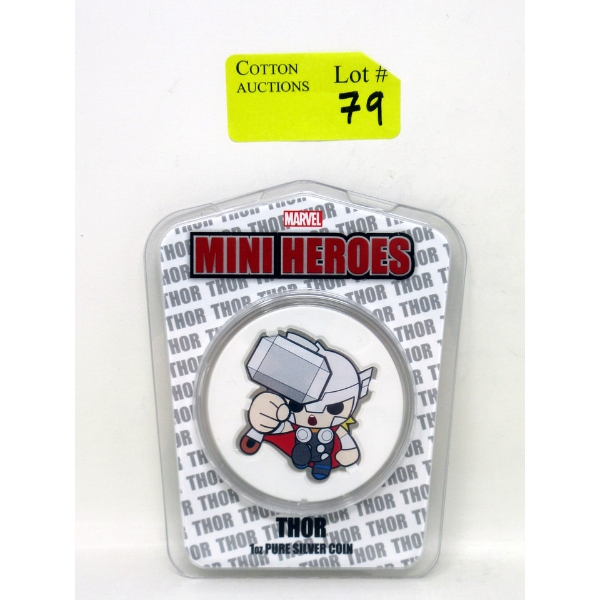 COTTON
AUCTIONS
Lot #
79
MARVEL
MINI HEROES
THOR
1oz PURE SILVER COIN